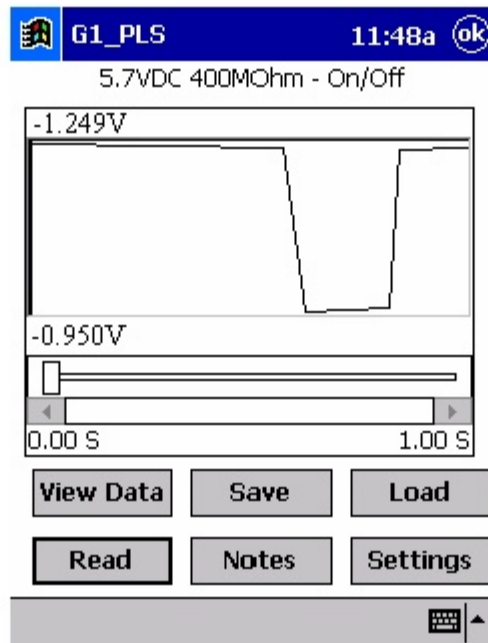 G1_PLS 11:48a ok
5.7VDC 400MOhm - On/Off
-1.249V
-0.950V
0.00 S 1.00 S
View Data Save Load
Read Notes Settings